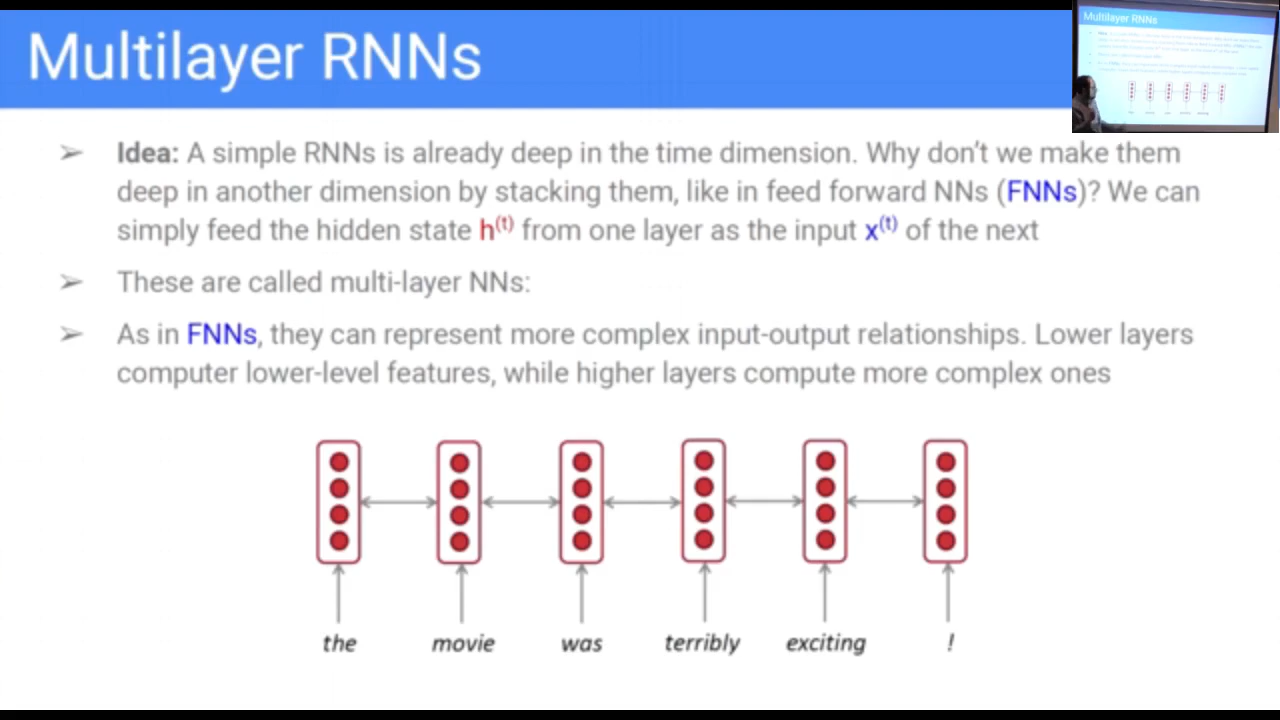 Multilayer RNNs
➢ Idea: A simple RNNs is already deep in the time dimension. Why don't we make them
deep in another dimension by stacking them, like in feed forward NNs (FNNs)? We can
simply feed the hidden state h(t) from one layer as the input x(t) of the next
➢ These are called multi-layer NNs:
➢ As in FNNs, they can represent more complex input-output relationships. Lower layers
computer lower-level features, while higher layers compute more complex ones
the movie was terribly exciting !
Multilayer RNNs